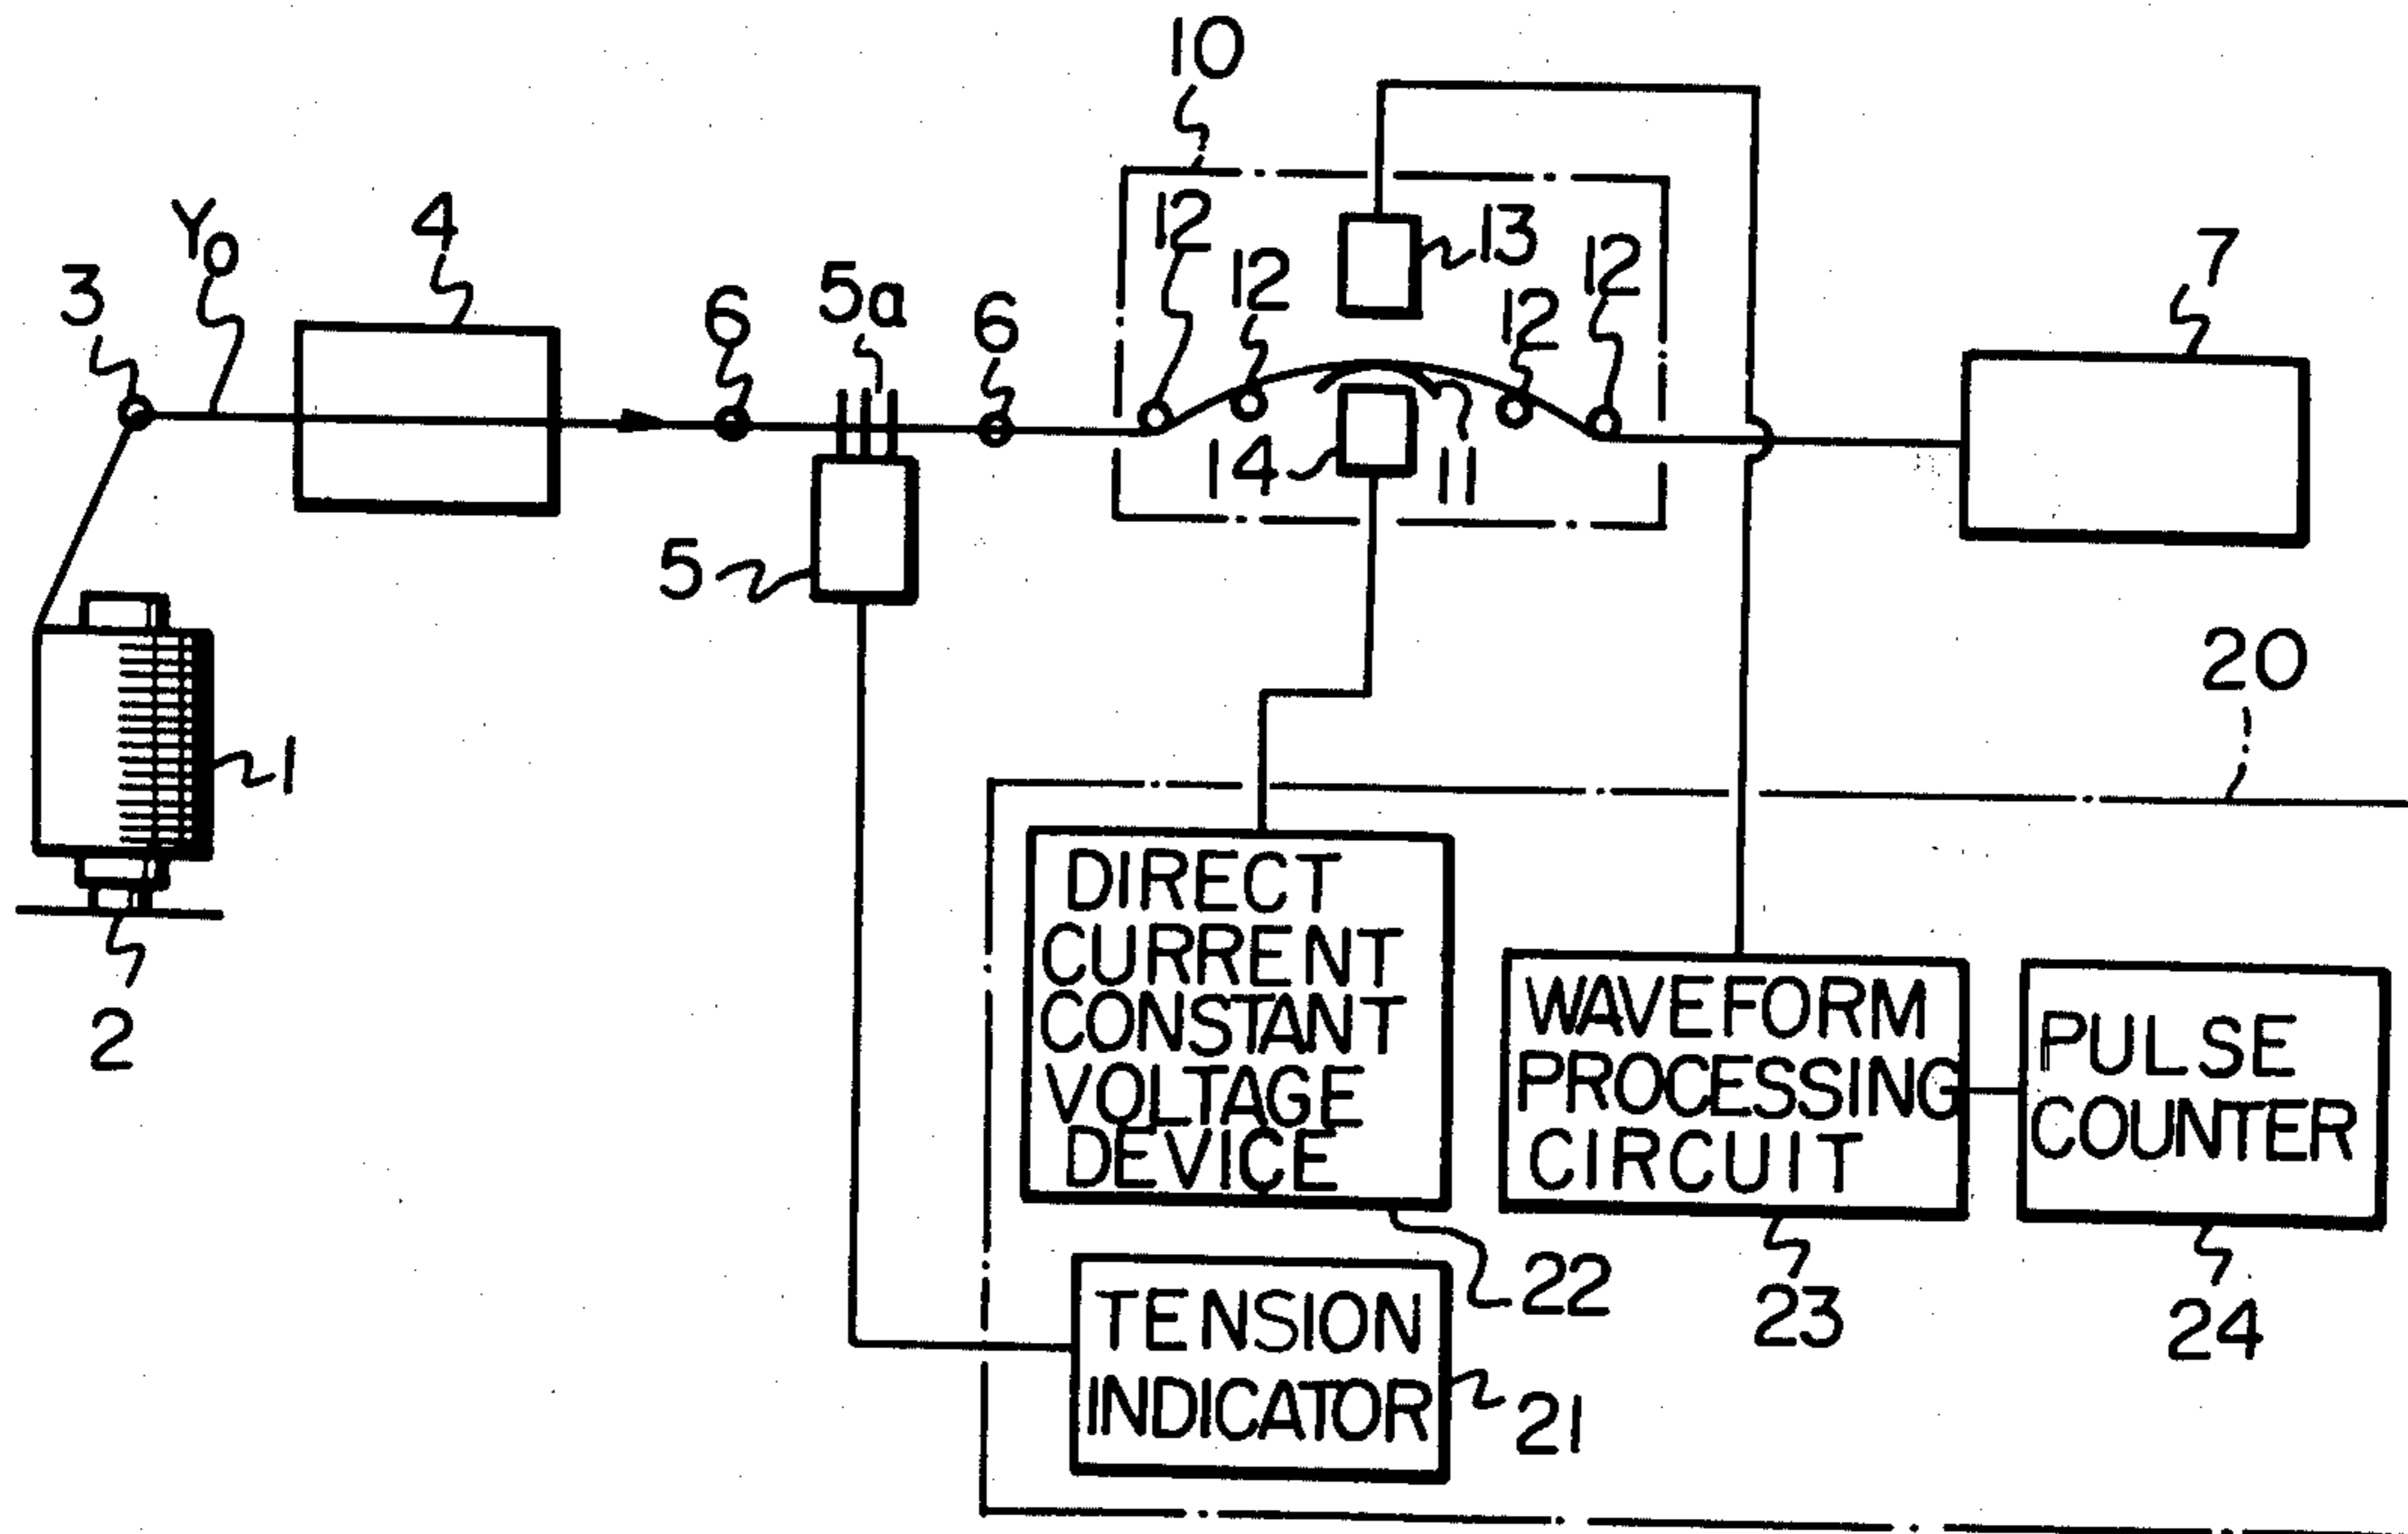 10
12
13
12
12
12
Y0
4
3
6
5a
6
7
14
11
5
1
2
20
DIRECT
CURRENT
CONSTANT
VOLTAGE
DEVICE
WAVEFORM
PROCESSING
CIRCUIT
PULSE
COUNTER
22
23
24
TENSION
INDICATOR
21